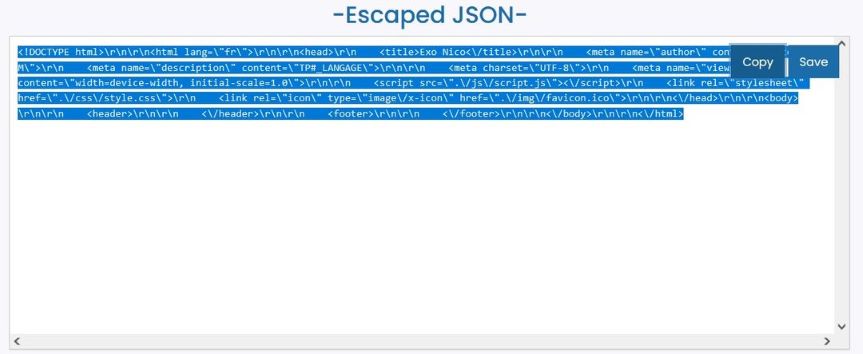 -Escaped JSON-
<!DOCTYPE html>\r\n\r\n<html lang=\"fr\">\r\n\r\n<head>\r\n    <title>Exo Nico<\/title>\r\n\r\n    <meta name=\"author\" con
Copy Save
M\">\r\n    <meta name=\"description\" content=\"TP#_LANGAGE\">\r\n\r\n    <meta charset=\"UTF-8\">\r\n    <meta name=\"view
content=\"width=device-width, initial-scale=1.0\">\r\n\r\n    <script src=\".\/js\/script.js\"><\/script>\r\n    <link rel=\"stylesheet\"
href=\".\/css\/style.css\">\r\n    <link rel=\"icon\" type=\"image\/x-icon\" href=\".\/img\/favicon.ico\">\r\n\r\n<\/head>\r\n\r\n<body>
\r\n\r\n    <header>\r\n\r\n    <\/header>\r\n\r\n    <footer>\r\n\r\n    <\/footer>\r\n\r\n<\/body>\r\n\r\n<\/html>